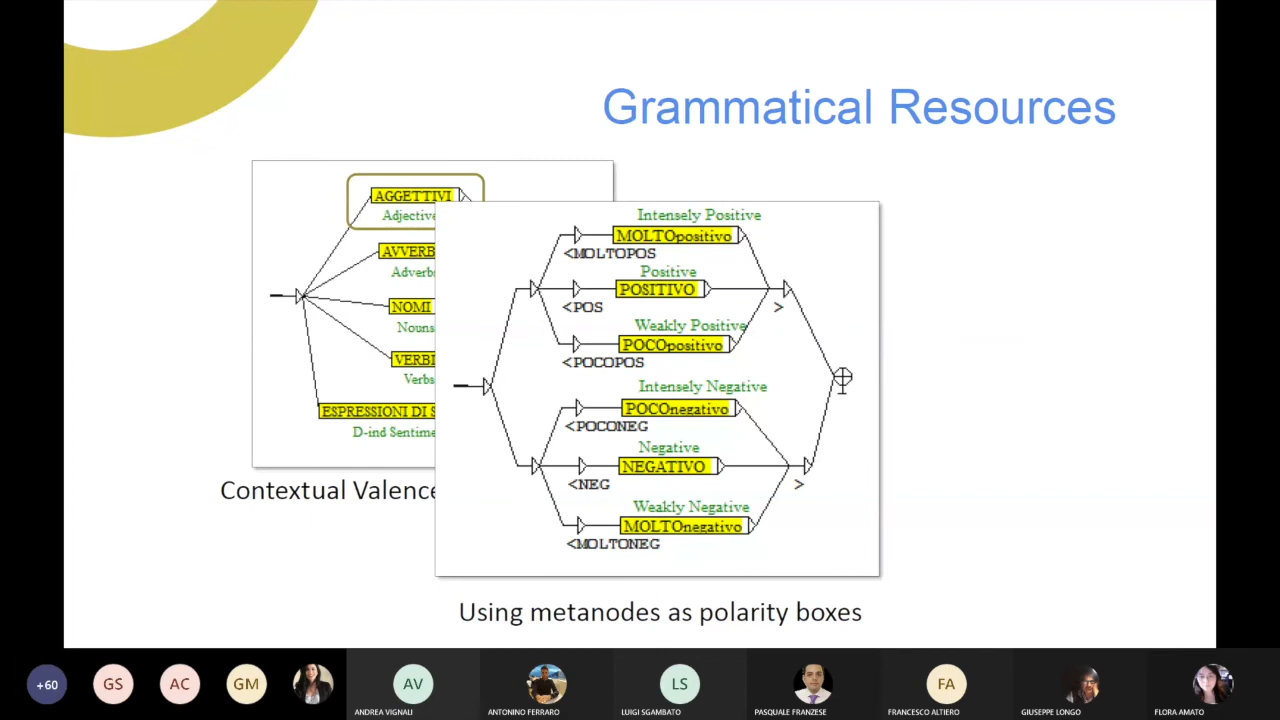 Grammatical Resources
AGGETTIVI
Adjective
AVVERB
Adverb
NOMI
Nouns
VERBI
Verbs
ESPRESSIONI DI S
D-ind Sentime
Contextual Valence
Intensely Positive
MOLTOpositivo
<MOLTOPOS
Positive
POSITIVO
<POS
>
Weakly Positive
POCOpositivo
<POCOPOS
Intensely Negative
POCOnegativo
<POCONEG
Negative
NEGATIVO
<NEG
>
Weakly Negative
MOLTOnegativo
<MOLTONEG
Using metanodes as polarity boxes
+60
GS
AC
GM
AV
ANDREA VIGNALI
ANTONINO FERRARO
LS
LUIGI SGAMBATO
PASQUALE FRANZESE
FA
FRANCESCO ALTIERO
GIUSEPPE LONGO
FLORA AMATO